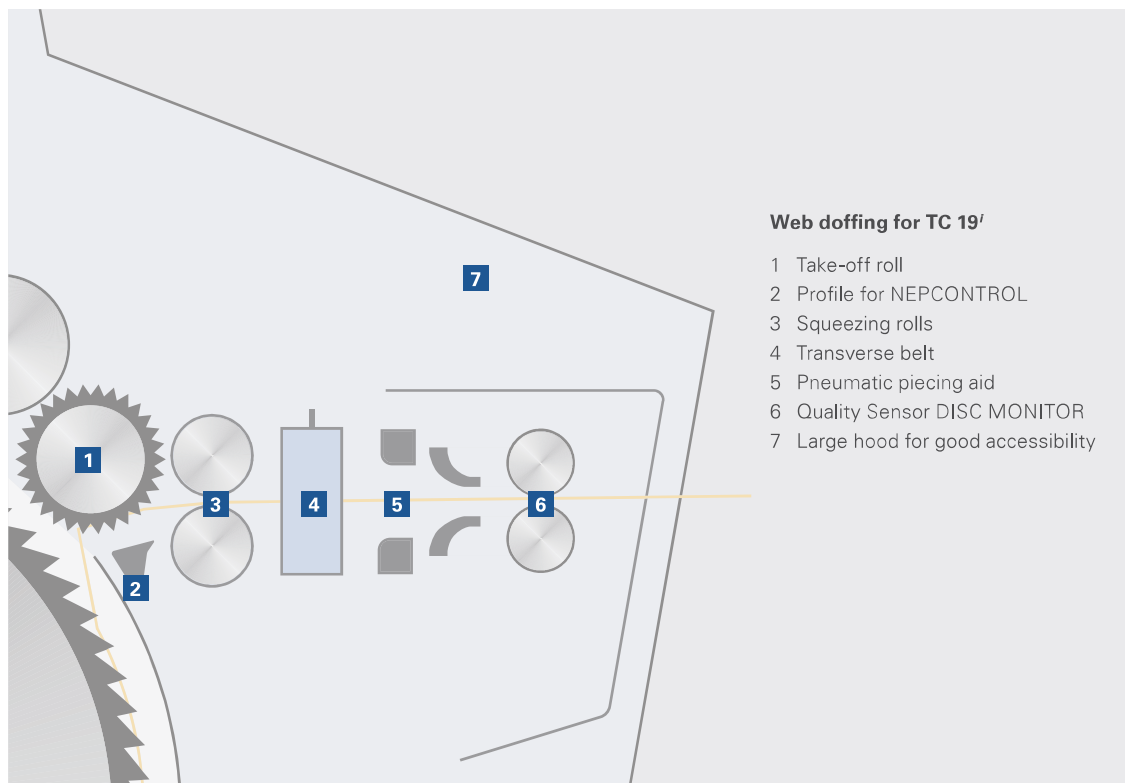 Web doffing for TC 19i
1 Take-off roll
2 Profile for NEPCONTROL
3 Squeezing rolls
4 Transverse belt
5 Pneumatic piecing aid
6 Quality Sensor DISC MONITOR
7 Large hood for good accessibility
7
1
3
4
5
6
2